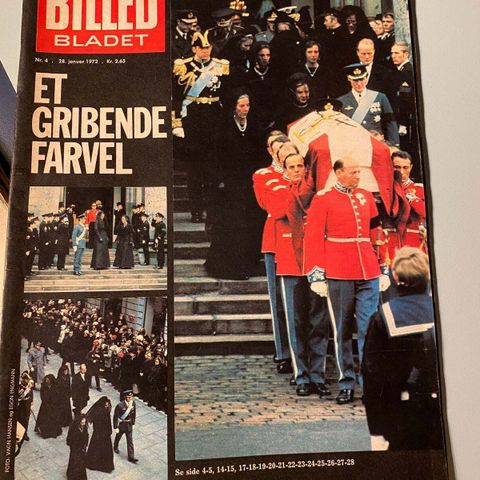 BILLED
BLADET
Nr. 4 . 28. januar 1972 . Kr. 2.65
ET
GRIBENDE
FARVEL
FOTO: VAGN HANSEN og EGON ENGMANN
Se side 4-5, 14-15, 17-18-19-20-21-22-23-24-25-26-27-28